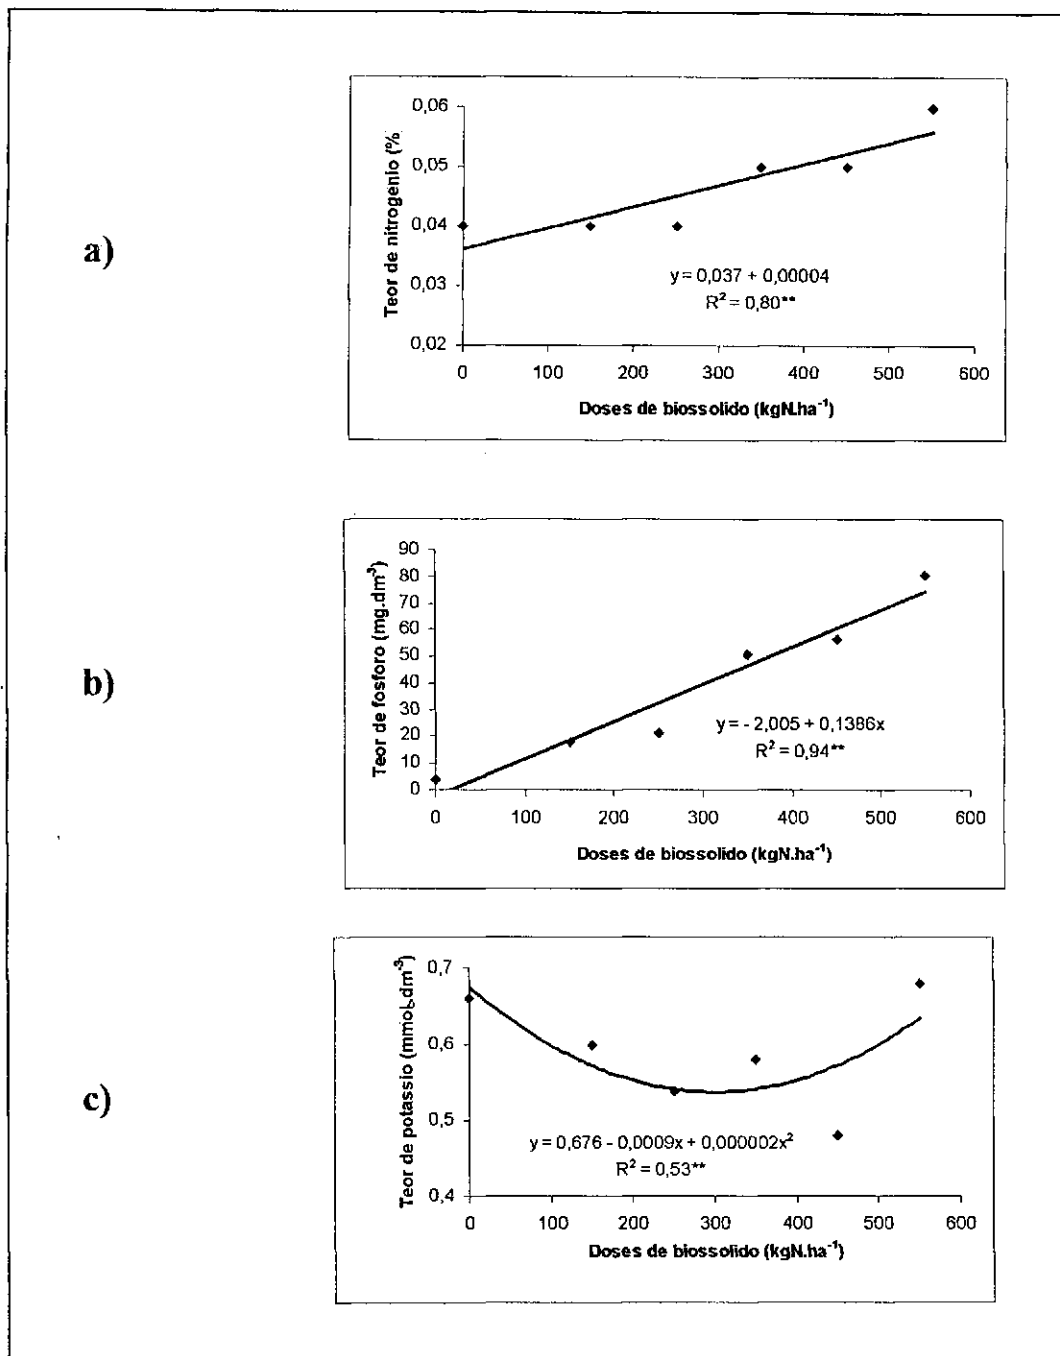 a)
Teor de nitrogenio (%
0,06
0,05
0,04
0,03
0,02
y = 0,037 + 0,00004
R² = 0,80**
0 100 200 300 400 500 600
Doses de biossolido (kgN.ha⁻¹)
b)
Teor de fosforo (mg.dm⁻³)
90
80
70
60
50
40
30
20
10
0
y = - 2,005 + 0,1386x
R² = 0,94**
0 100 200 300 400 500 600
Doses de biossolido (kgN.ha⁻¹)
c)
Teor de potassio (mmol.dm⁻³)
0,7
0,6
0,5
0,4
y = 0,676 - 0,0009x + 0,000002x²
R² = 0,53**
0 100 200 300 400 500 600
Doses de biossolido (kgN.ha⁻¹)